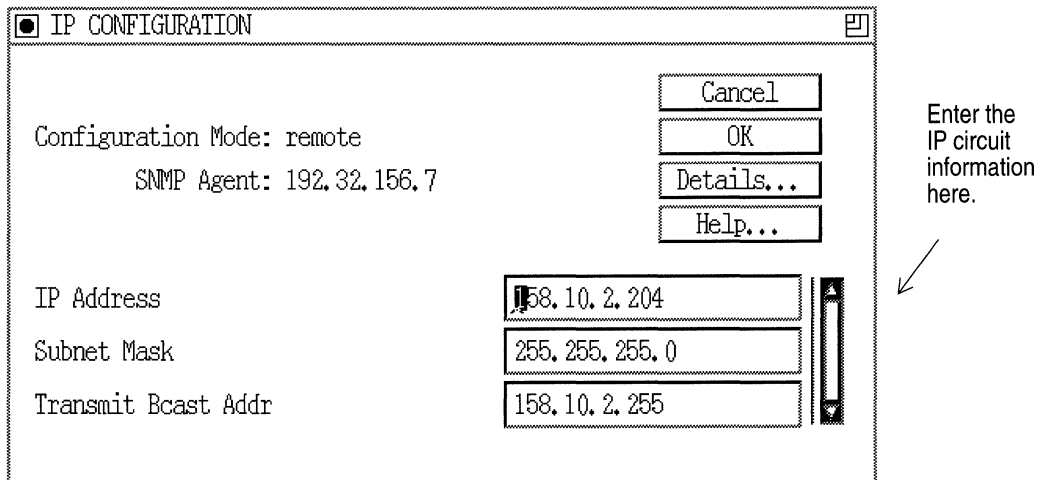 IP CONFIGURATION
Cancel
Configuration Mode: remote
OK
SNMP Agent: 192.32.156.7
Details...
Help...
Enter the
IP circuit
information
here.
IP Address
158.10.2.204
Subnet Mask
255.255.255.0
Transmit Bcast Addr
158.10.2.255